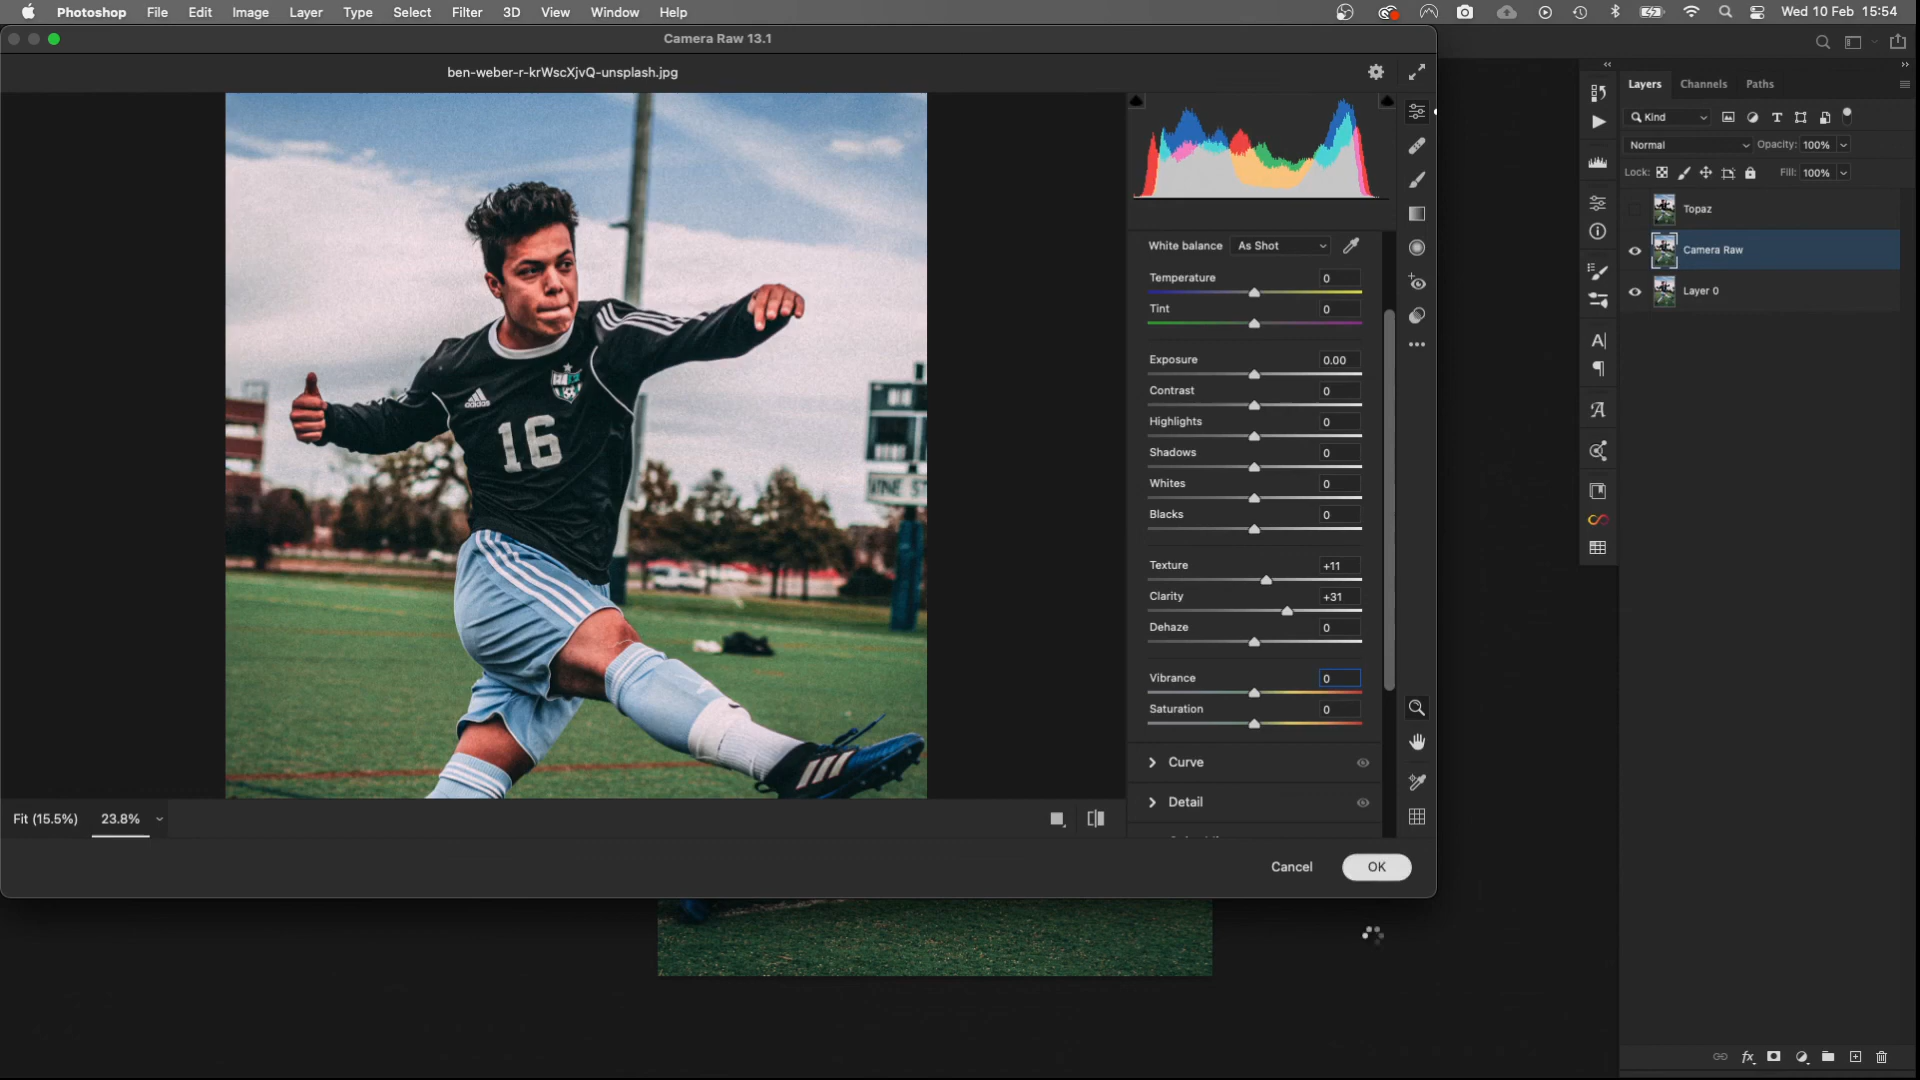 Photoshop File Edit Image Layer Type Select Filter 3D View Window Help Wed 10 Feb 15:54
Camera Raw 13.1
ben-weber-r-krWscXjvQ-unsplash.jpg
adidas
16
Fit (15.5%) 23.8%
White balance As Shot
Temperature 0
Tint 0
Exposure 0.00
Contrast 0
Highlights 0
Shadows 0
Whites 0
Blacks 0
Texture +11
Clarity +31
Dehaze 0
Vibrance 0
Saturation 0
Curve
Detail
Cancel OK
Layers Channels Paths
Kind
Normal Opacity: 100%
Lock: Fill: 100%
Topaz
Camera Raw
Layer 0